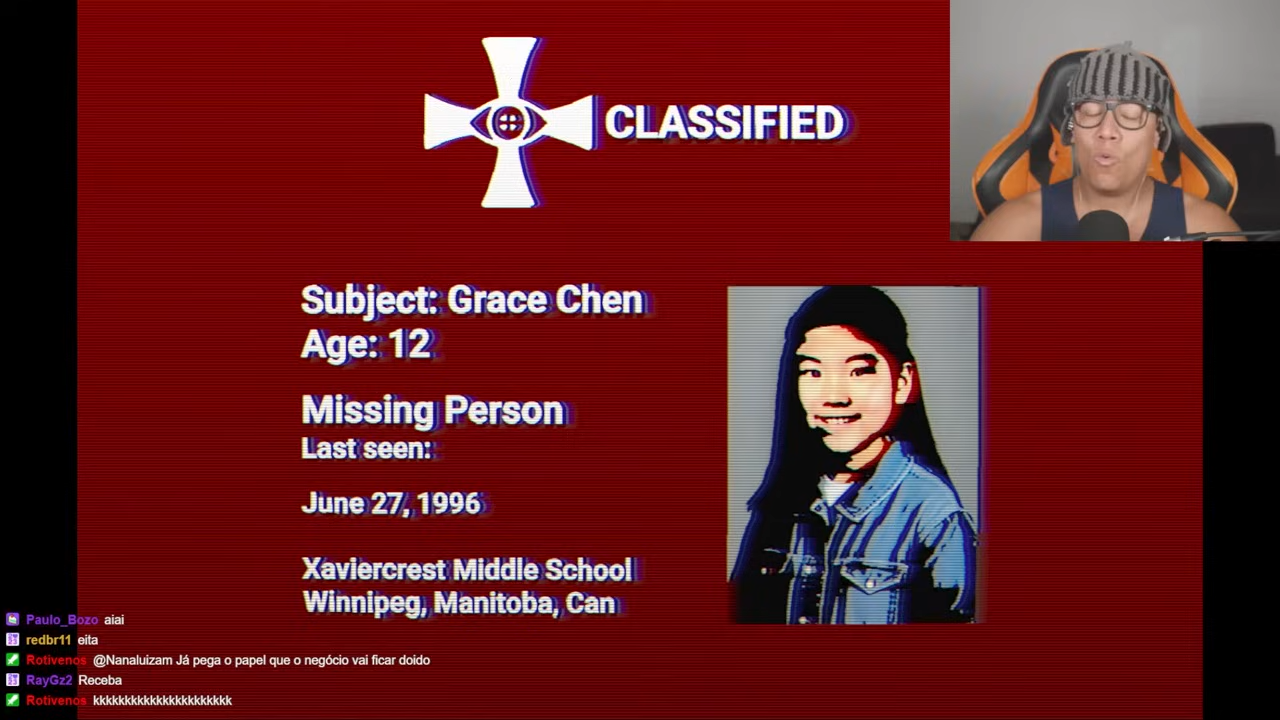 CLASSIFIED
Subject: Grace Chen
Age: 12
Missing Person
Last seen:
June 27, 1996
Xaviercrest Middle School
Winnipeg, Manitoba, Can
Paulo_Bozo aiai
redbr11 eita
Rotivenos @Nanaluizam Já pega o papel que o negócio vai ficar doido
RayGz2 Receba
Rotivenos kkkkkkkkkkkkkkkkkkkkkk